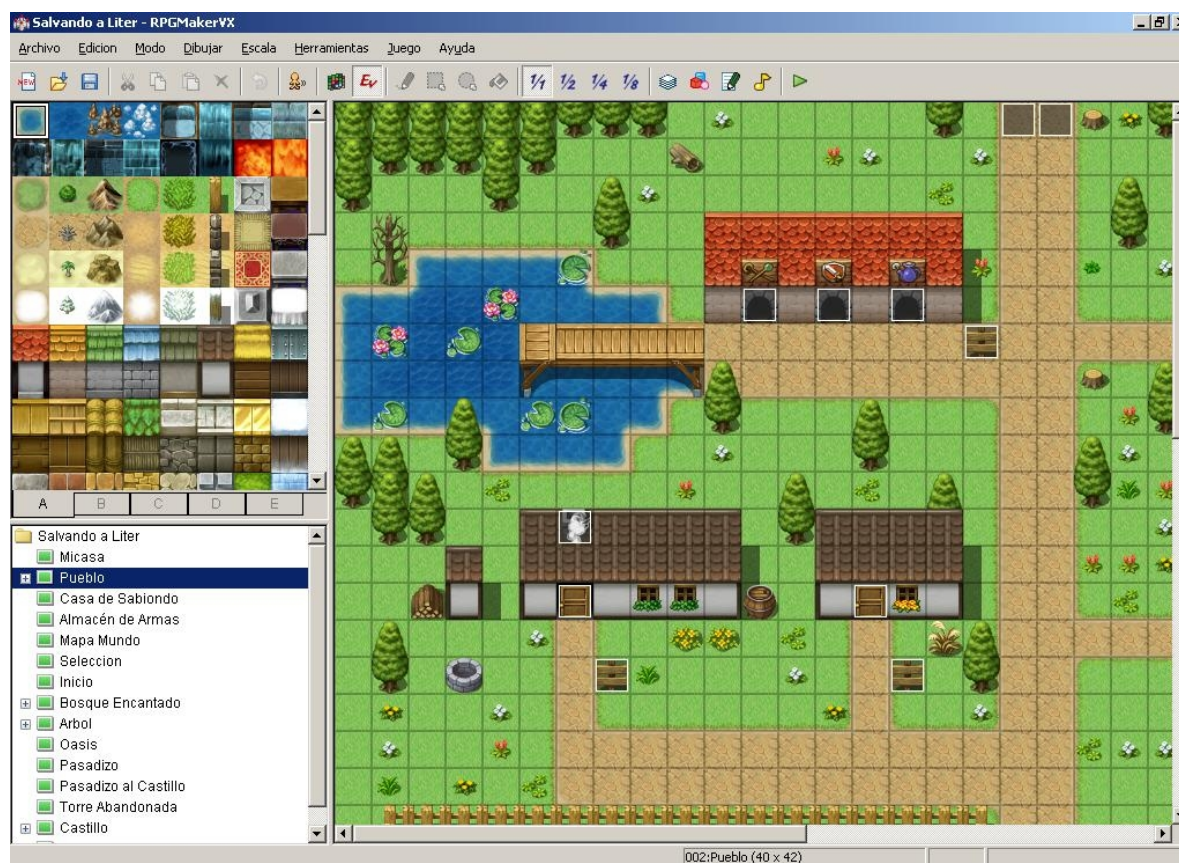 Salvando a Liter - RPGMakerVX
Archivo Edicion Modo Dibujar Escala Herramientas Juego Ayuda
NEW EV 1/1 1/2 1/4 1/8
A B C D E
Salvando a Liter
Micasa
Pueblo
Casa de Sabiondo
Almacén de Armas
Mapa Mundo
Seleccion
Inicio
Bosque Encantado
Arbol
Oasis
Pasadizo
Pasadizo al Castillo
Torre Abandonada
Castillo
002:Pueblo (40 x 42)